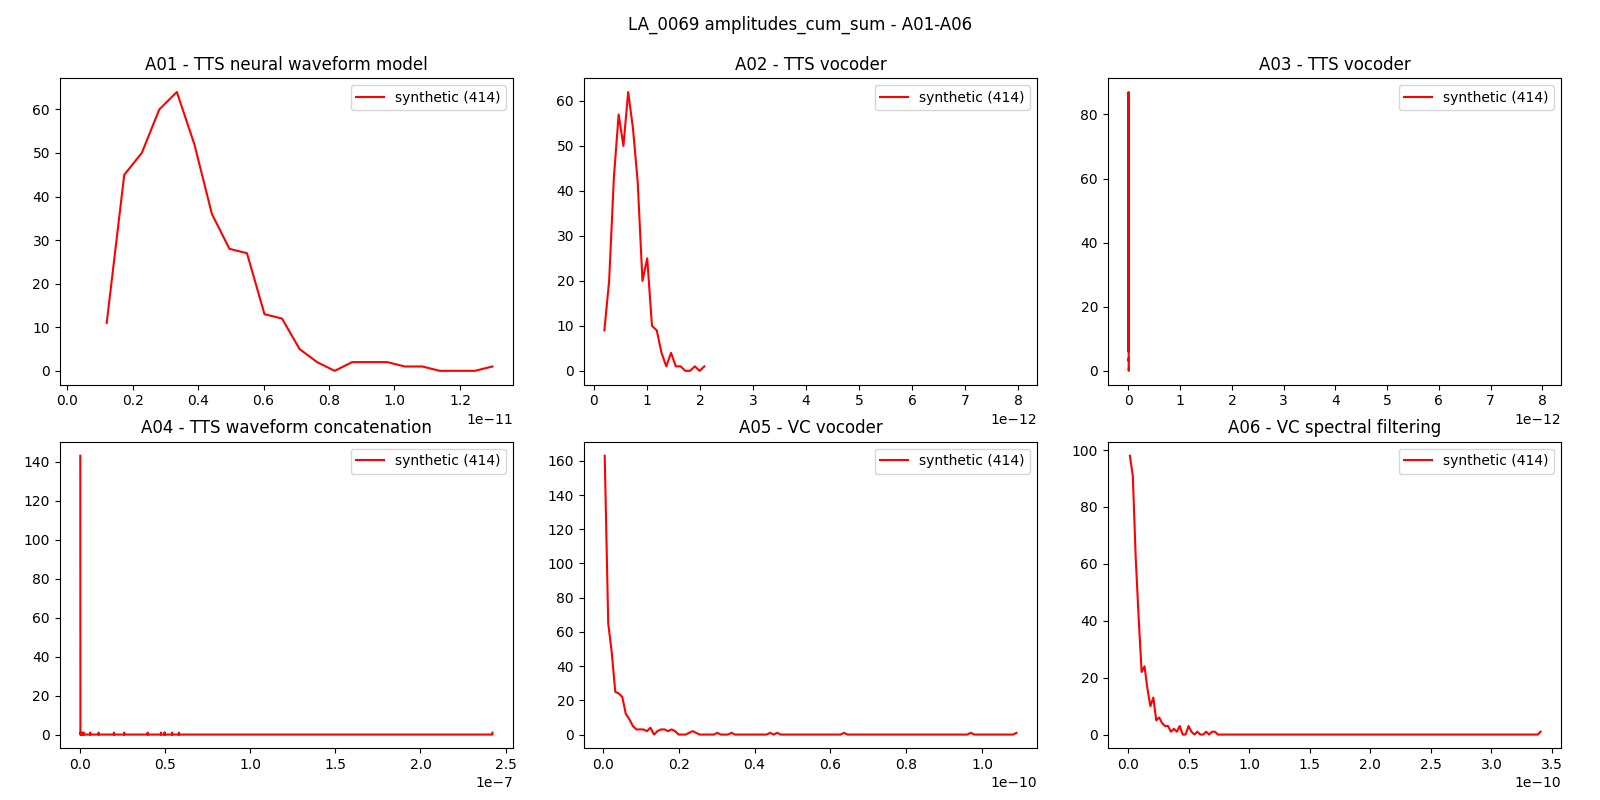 LA_0069 amplitudes_cum_sum - A01-A06
A01 - TTS neural waveform model
synthetic (414)
60
50
40
30
20
10
0
0.0 0.2 0.4 0.6 0.8 1.0 1.2
1e−11
A02 - TTS vocoder
synthetic (414)
60
50
40
30
20
10
0
0 1 2 3 4 5 6 7 8
1e−12
A03 - TTS vocoder
synthetic (414)
80
60
40
20
0
0 1 2 3 4 5 6 7 8
1e−12
A04 - TTS waveform concatenation
synthetic (414)
140
120
100
80
60
40
20
0
0.0 0.5 1.0 1.5 2.0 2.5
1e−7
A05 - VC vocoder
synthetic (414)
160
140
120
100
80
60
40
20
0
0.0 0.2 0.4 0.6 0.8 1.0
1e−10
A06 - VC spectral filtering
synthetic (414)
100
80
60
40
20
0
0.0 0.5 1.0 1.5 2.0 2.5 3.0 3.5
1e−10